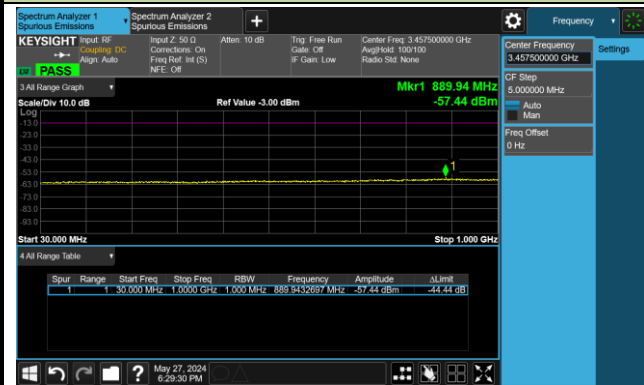 Spectrum Analyzer 1
Spurious Emissions
Spectrum Analyzer 2
Spurious Emissions
+
Frequency
KEYSIGHT
Input: RF
Coupling: DC
Align: Auto
Input Z: 50 Ω
Corrections: On
Freq Ref: Int (S)
NFE: Off
Atten: 10 dB
Trig: Free Run
Gate: Off
IF Gain: Low
Center Freq: 3.457500000 GHz
Avg|Hold: 100/100
Radio Std: None
PASS
Center Frequency
3.457500000 GHz
Settings
CF Step
5.000000 MHz
Auto
Man
Freq Offset
0 Hz
3 All Range Graph
Mkr1 889.94 MHz
Scale/Div 10.0 dB
Ref Value -3.00 dBm
-57.44 dBm
Log
-13.0
-23.0
-33.0
-43.0
-53.0
-63.0
-73.0
-83.0
-93.0
1
Start 30.000 MHz
Stop 1.000 GHz
4 All Range Table
Spur Range Start Freq Stop Freq RBW Frequency Amplitude ΔLimit
1 1 30.000 MHz 1.0000 GHz 1.000 MHz 889.9432697 MHz -57.44 dBm -44.44 dB
?
May 27, 2024
6:29:30 PM